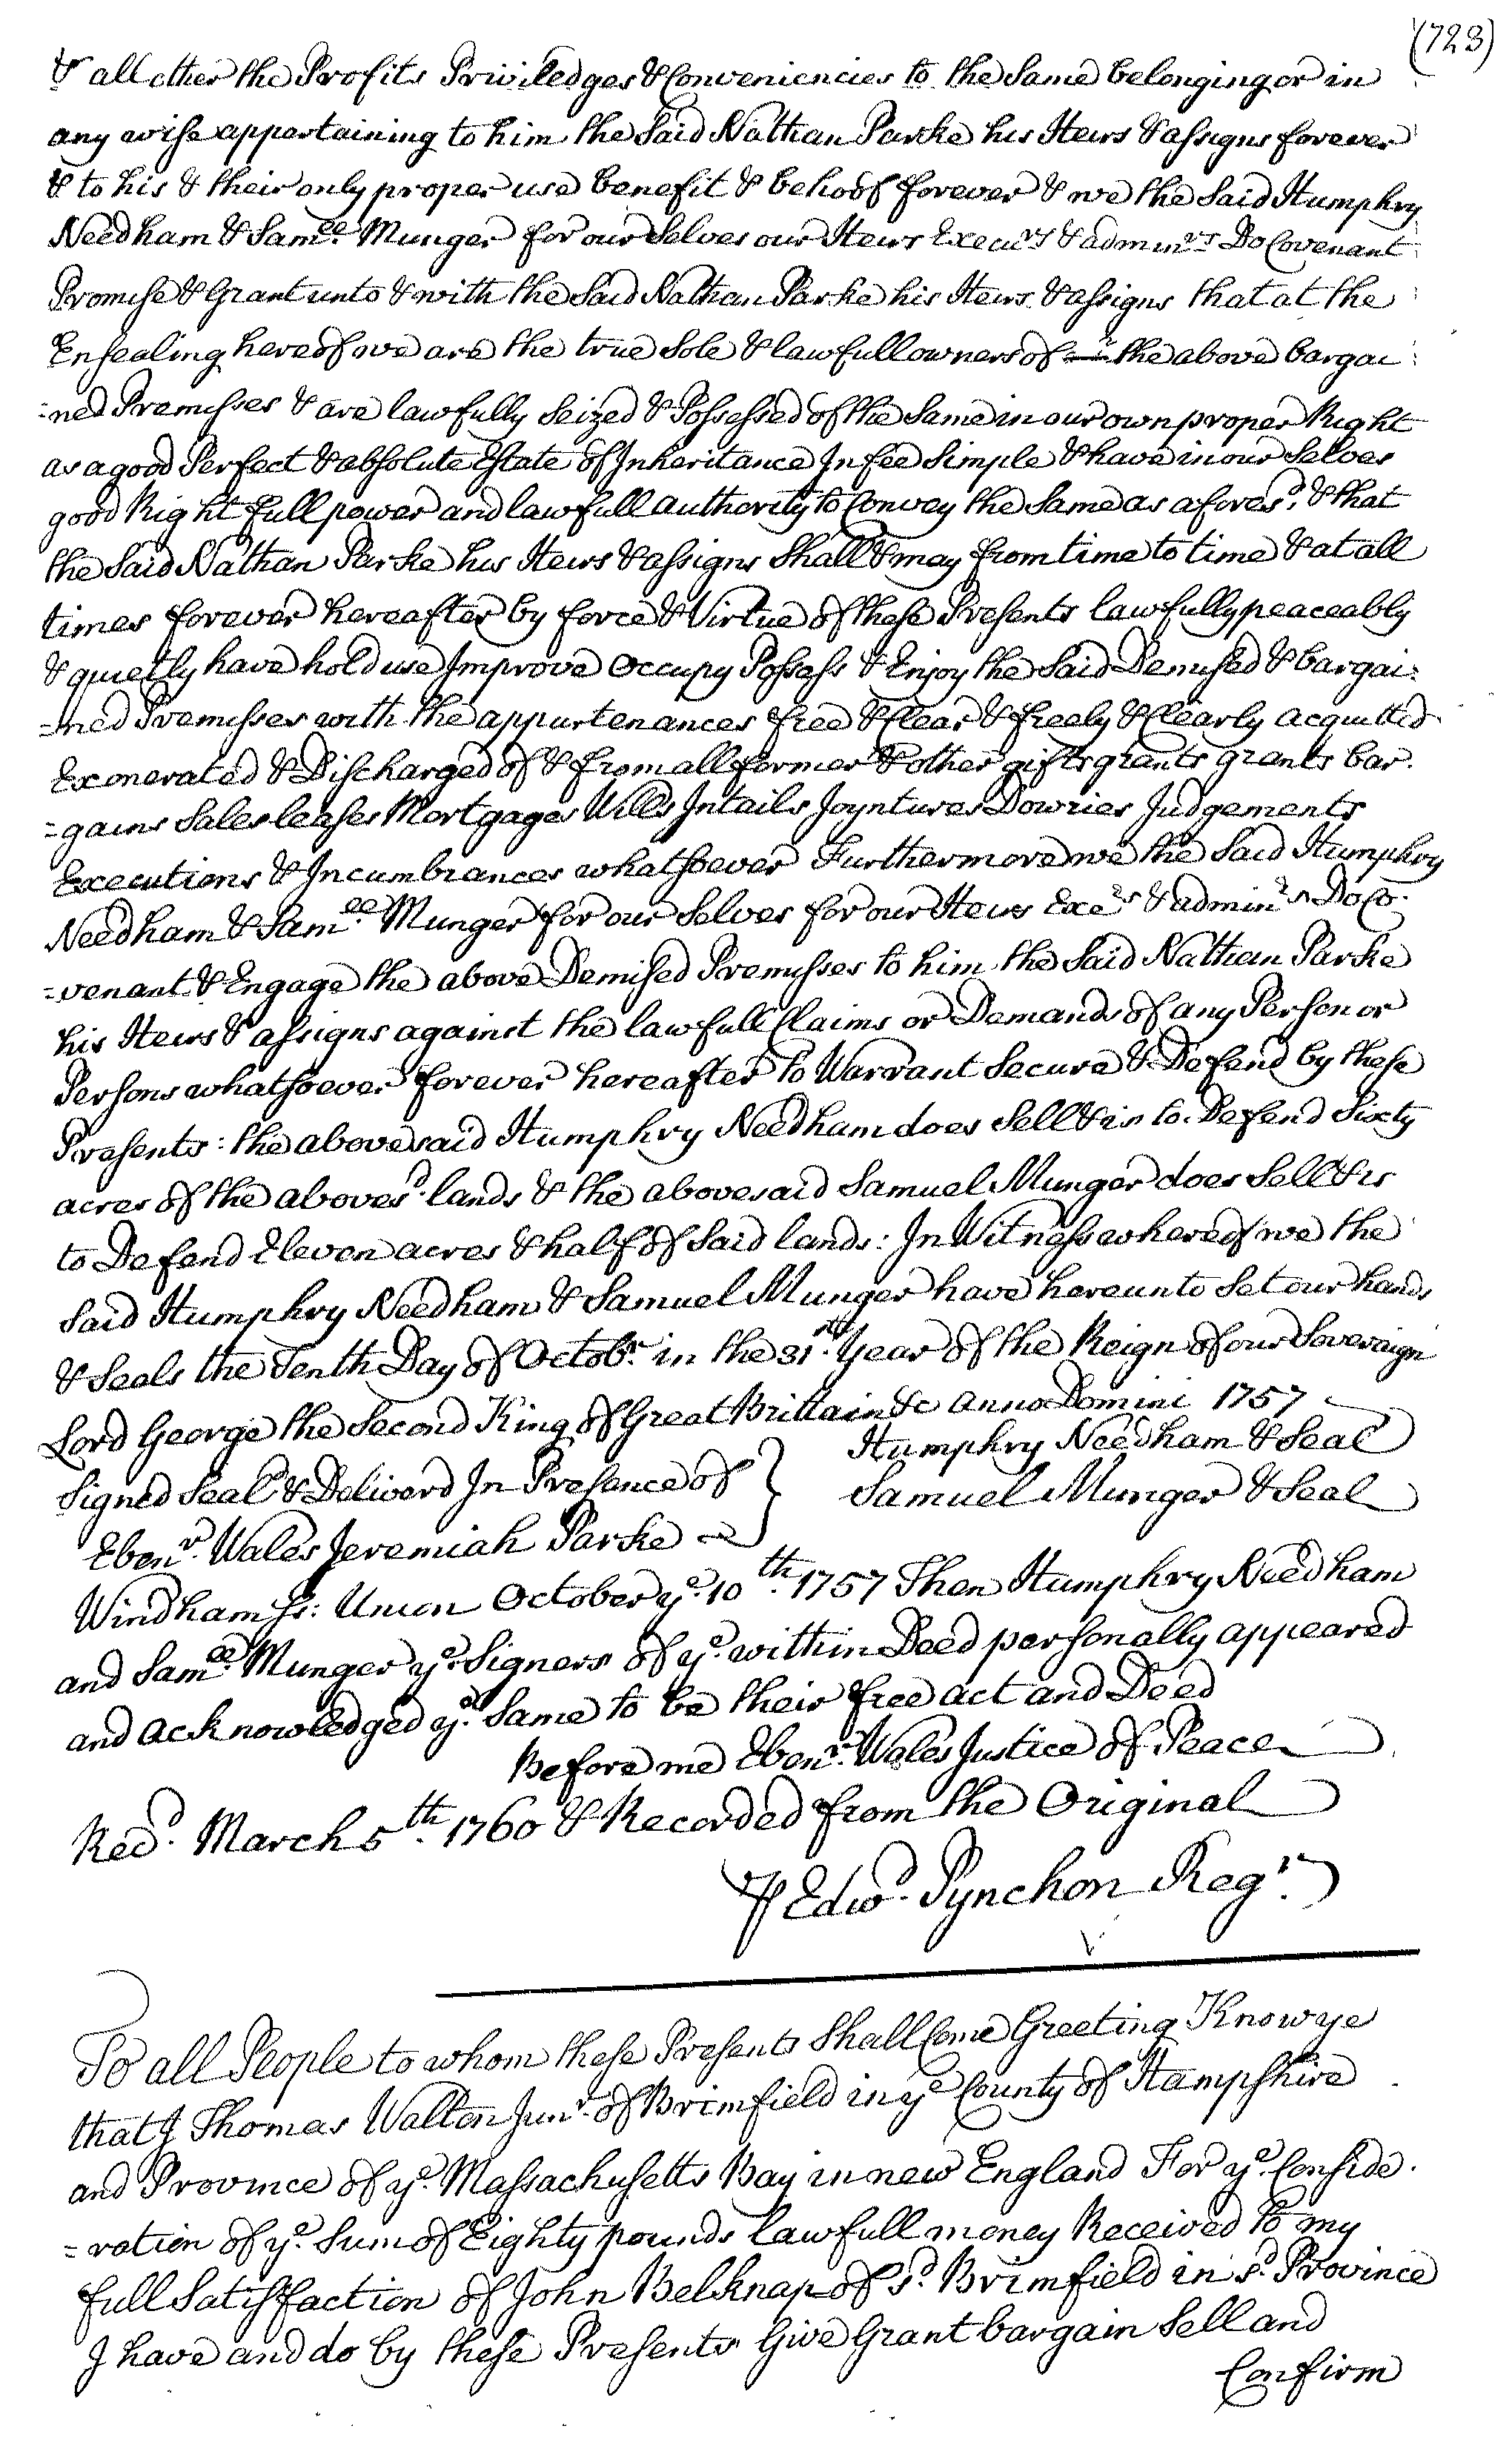 (723)
& all other the Profits Priviledges & Conveniencies to the Same belonging or in
any wise appertaining to him the Said Nathan Parke his Heirs & assigns forever
& to his & their only proper use benefit & behoof forever & we the Said Humphry
Needham & Samll. Munger for our Selves our Heirs Execurs & adminrs Do Covenant
Promise & Grant unto & with the Said Nathan Parke his Heirs & assigns that at the
Ensealing hereof we are the true Sole & lawfull owners of the above bargai
=ned Premisses & are lawfully Seized & Possessed of the Same in our own proper Right
as a good Perfect & absolute Estate of Inheritance In fee Simple & have in our Selves
good Right full power and lawfull authority to Convey the Same as aforesd. & that
the Said Nathan Parke his Heirs & assigns Shall & may from time to time & at all
times forever hereafter by force & Virtue of these Presents lawfully peaceably
& quietly have hold use Improve Occupy Possess & Enjoy the Said Demised & bargai=
=ned Premisses with the appurtenances free & Clear & freely & Clearly acquitted
Exonerated & Discharged of & from all former & other gifts grants grants bar=
=gains Sales leases Mortgages Wills Intails Joyntures Dowries Judgements
Executions & Incumbrances whatsoever Furthermore we the Said Humphry
Needham & Samll. Munger for our Selves for our Heirs Exers & adminrs Do Co=
=venant & Engage the above Demised Premisses to him the Said Nathan Parke
his Heirs & assigns against the lawfull Claims or Demands of any Person or
Persons whatsoever forever hereafter to Warrant Secure & Defend by these
Presents: the abovesaid Humphry Needham does Sell & is to Defend Sixty
acres of the abovesd. lands & the abovesaid Samuel Munger does Sell & is
to Defend Eleven acres & half of Said lands: In Witness whereof we the
Said Humphry Needham & Samuel Munger have hereunto Set our hands
& Seals the Tenth Day of Octobr. in the 31st. Year of the Reign of our Soveraign
Lord George the Second King of Great Brittain &c Anno Domini 1757
Signed Seald & Deliverd In Presence of } Humphry Needham & Seal
Ebenr. Wales Jeremiah Parke } Samuel Munger & Seal
Windham Ss: Union October ye. 10th. 1757 Then Humphry Needham
and Samll. Munger ye. Signers of ye. within Deed personally appeared
and acknowledged ye. Same to be their free act and Deed
Before me Ebenr. Wales Justice of Peace
Recd. March 5th. 1760 & Recorded from the Original
℔ Edwd. Pynchon Regr.
To all People to whom these Presents Shall Come Greeting Know ye
that I Thomas Walton Junr. of Brimfield in ye County of Hampshire
and Province of ye. Massachusetts Bay in new England For ye. Conside=
=ration of ye. Sum of Eighty pounds lawfull money Received to my
full Satisfaction of John Belknap of sd. Brimfield in sd. Province
I have and do by these Presents Give Grant bargain Sell and
Confirm